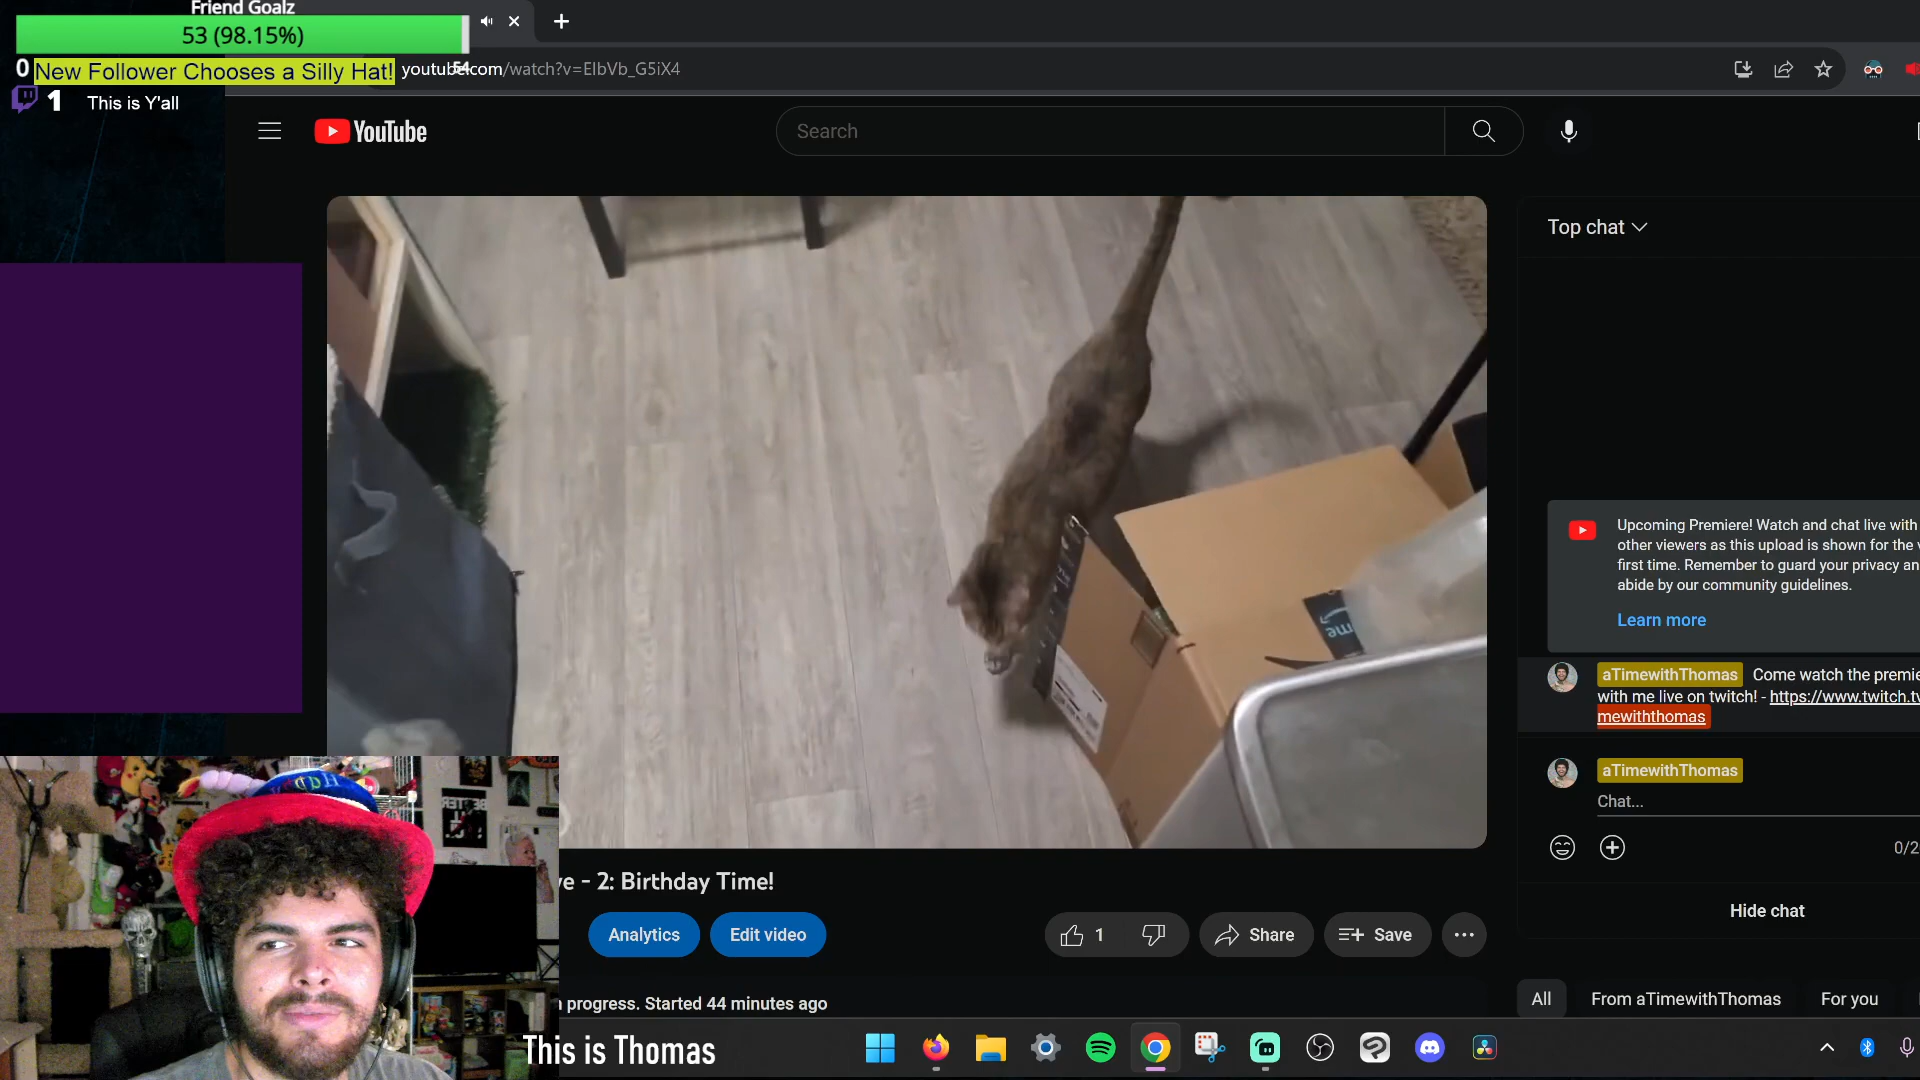 Friend Goalz
53 (98.15%)
0
54
New Follower Chooses a Silly Hat!
youtube.com/watch?v=EIbVb_G5iX4
1
This is Y'all
YouTube
Search
Top chat
me
Upcoming Premiere! Watch and chat live with
other viewers as this upload is shown for the
first time. Remember to guard your privacy an
abide by our community guidelines.
Learn more
aTimewithThomas Come watch the premie
with me live on twitch! - https://www.twitch.tv
mewiththomas
aTimewithThomas
Chat...
0/2
Hide chat
ve - 2: Birthday Time!
Analytics
Edit video
1
Share
Save
progress. Started 44 minutes ago
All
From aTimewithThomas
For you
This is Thomas